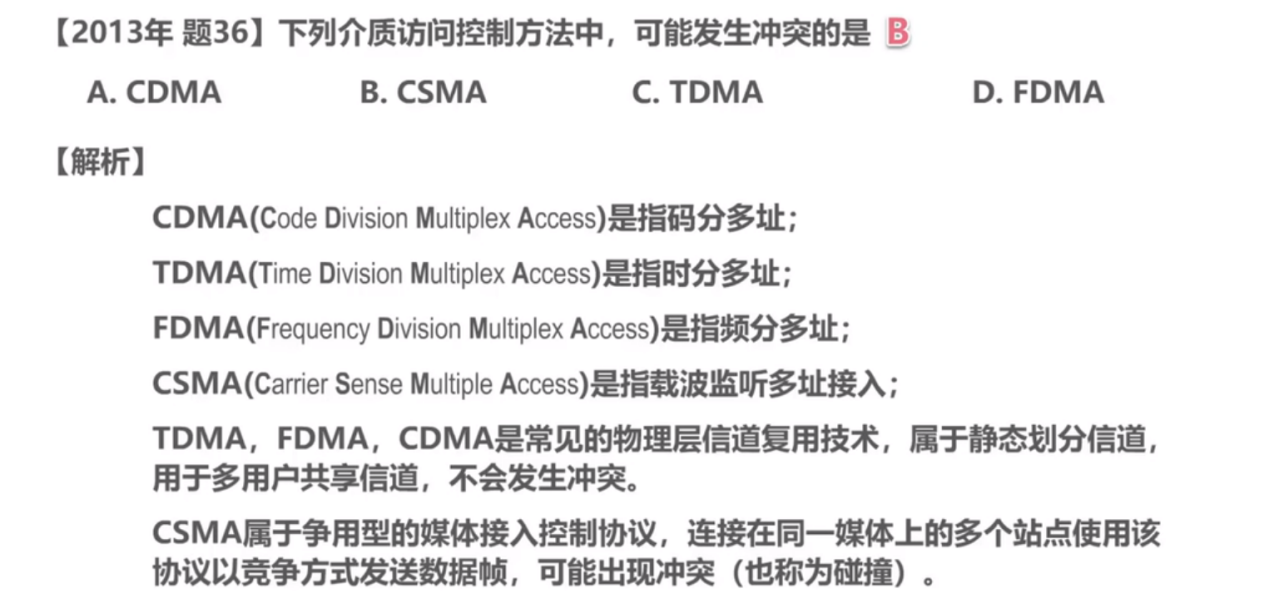 【2013年 题36】下列介质访问控制方法中，可能发生冲突的是 B
A. CDMA B. CSMA C. TDMA D. FDMA
【解析】
CDMA(Code Division Multiplex Access)是指码分多址；
TDMA(Time Division Multiplex Access)是指时分多址；
FDMA(Frequency Division Multiplex Access)是指频分多址；
CSMA(Carrier Sense Multiple Access)是指载波监听多址接入；
TDMA，FDMA，CDMA是常见的物理层信道复用技术，属于静态划分信道，
用于多用户共享信道，不会发生冲突。
CSMA属于争用型的媒体接入控制协议，连接在同一媒体上的多个站点使用该
协议以竞争方式发送数据帧，可能出现冲突（也称为碰撞）。